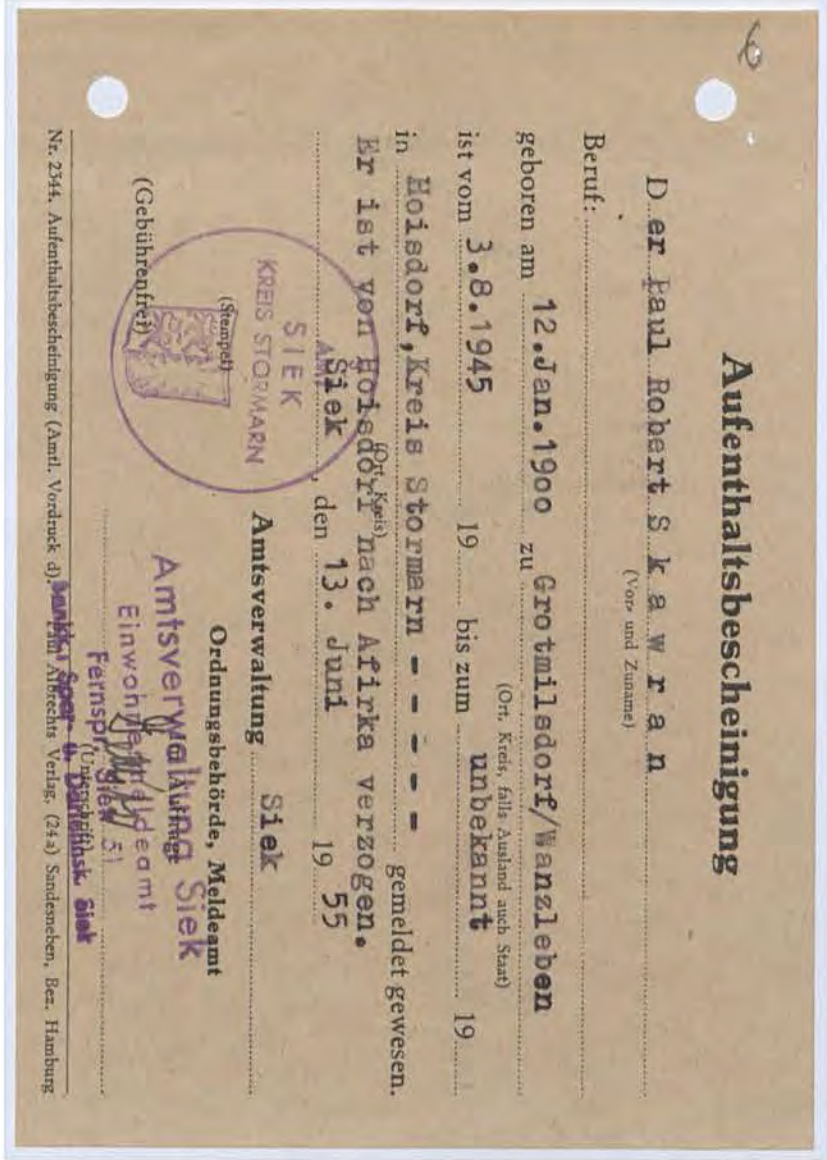 Aufenthaltsbescheinigung
D er Paul Robert S k a w r a n
(Vor- und Zuname)
Beruf:
geboren am 12.Jan.1900 zu Grotmilsdorf/Wanzleben
(Ort, Kreis, falls Ausland auch Staat)
ist vom 3.8.1945 19 bis zum unbekannt 19
in Hoisdorf, Kreis Stormarn - - - - - gemeldet gewesen.
(Ort, Kreis)
Er ist von Hoisdorf nach Afirka verzogen.
Siek, den 13. Juni 19 55
AMT
SIEK
KREIS STORMARN
(Stempel)
(Gebührenfrei)
Amtsverwaltung Siek
Ordnungsbehörde, Meldeamt
Amtsverwaltung Siek
Einwohnermeldeamt
Fernspr. Siek 51
(Unterschrift)
Nr. 2344. Aufenthaltsbescheinigung (Amtl. Vordruck d). Paul Albrechts Verlag, (24a) Sandesneben, Bez. Hamburg